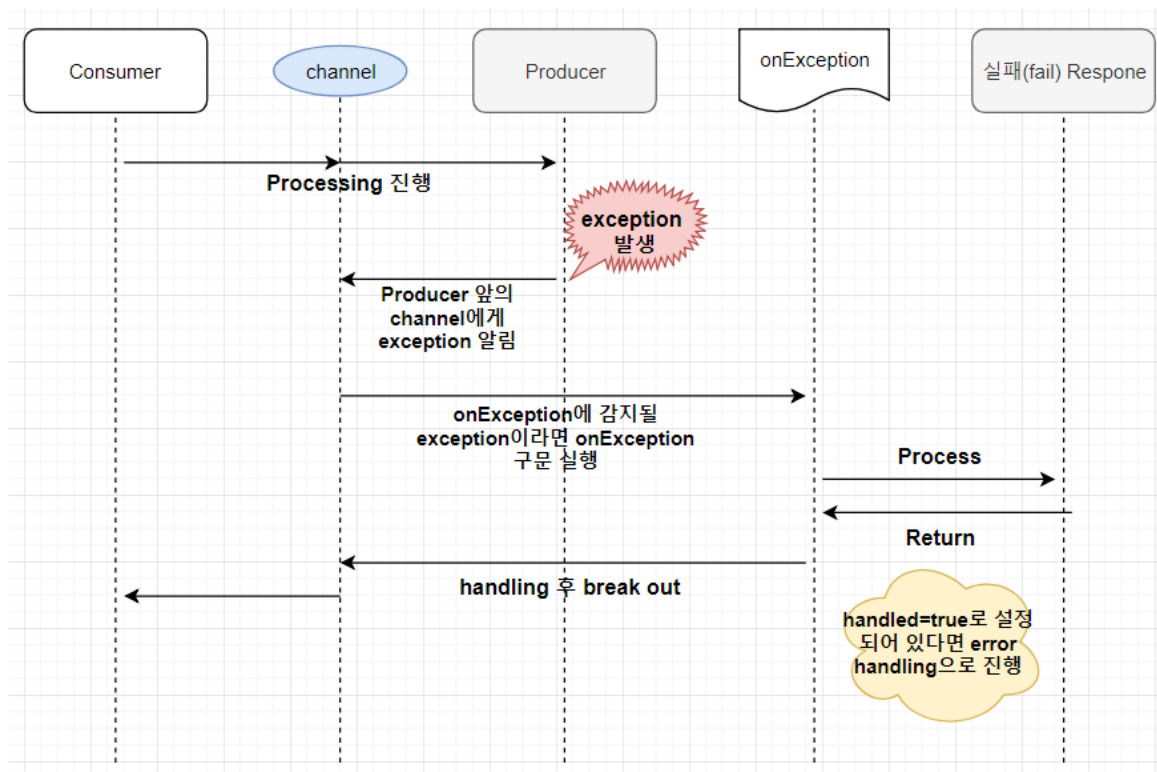 Consumer
channel
Producer
onException
실패(fail) Respone
Processing 진행
exception
발생
Producer 앞의
channel에게
exception 알림
onException에 감지될
exception이라면 onException
구문 실행
Process
Return
handling 후 break out
handled=true로 설정
되어 있다면 error
handling으로 진행